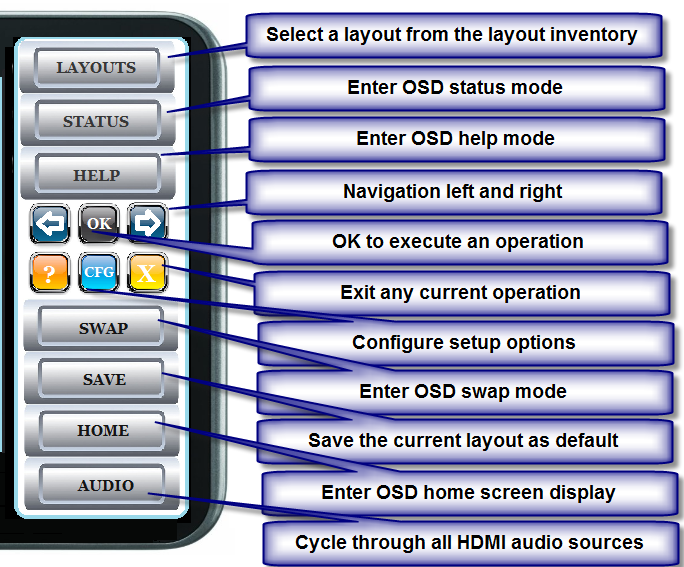 LAYOUTS
Select a layout from the layout inventory
STATUS
Enter OSD status mode
HELP
Enter OSD help mode
Navigation left and right
OK
OK to execute an operation
? CFG X
Exit any current operation
Configure setup options
SWAP
Enter OSD swap mode
SAVE
Save the current layout as default
HOME
Enter OSD home screen display
AUDIO
Cycle through all HDMI audio sources